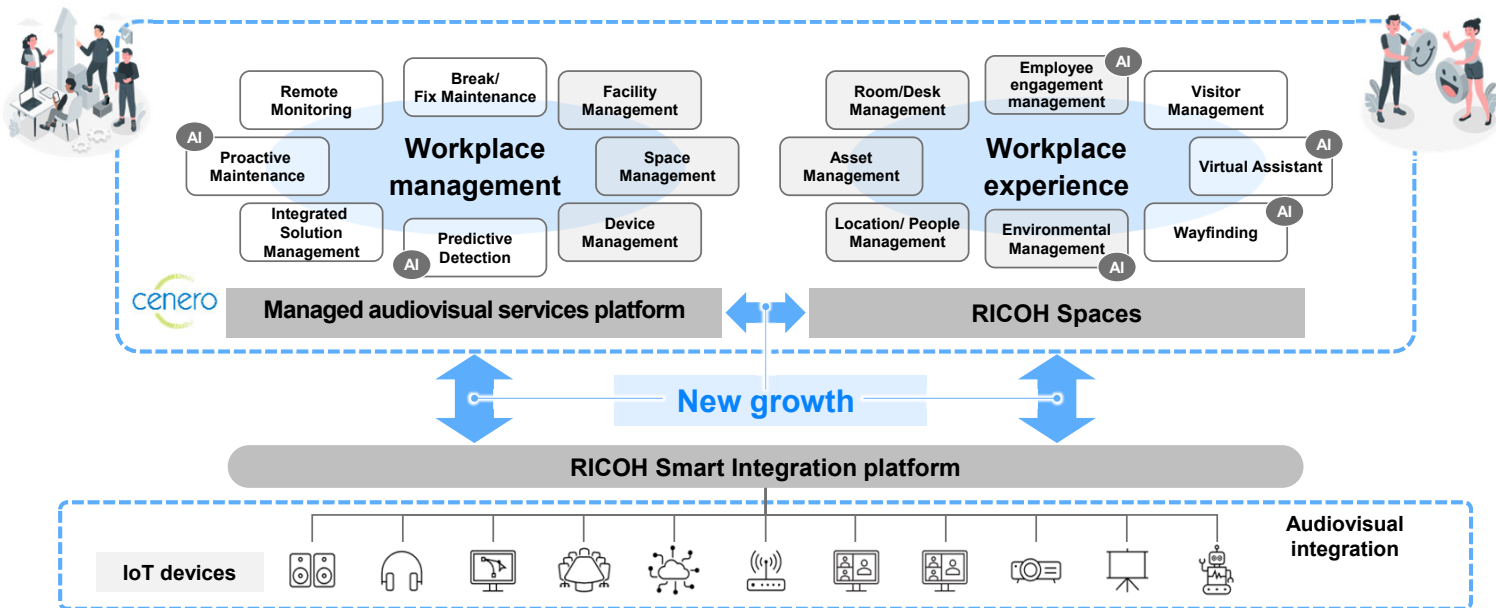 Remote
Monitoring
Break/
Fix Maintenance
Facility
Management
AI
Proactive
Maintenance
Workplace
management
Space
Management
Integrated
Solution
Management
AI
Predictive
Detection
Device
Management
Room/Desk
Management
Employee
engagement
management
AI
Visitor
Management
Asset
Management
Workplace
experience
Virtual Assistant
AI
Location/ People
Management
Environmental
Management
AI
Wayfinding
AI
cenero
Managed audiovisual services platform
RICOH Spaces
New growth
RICOH Smart Integration platform
Audiovisual
integration
IoT devices